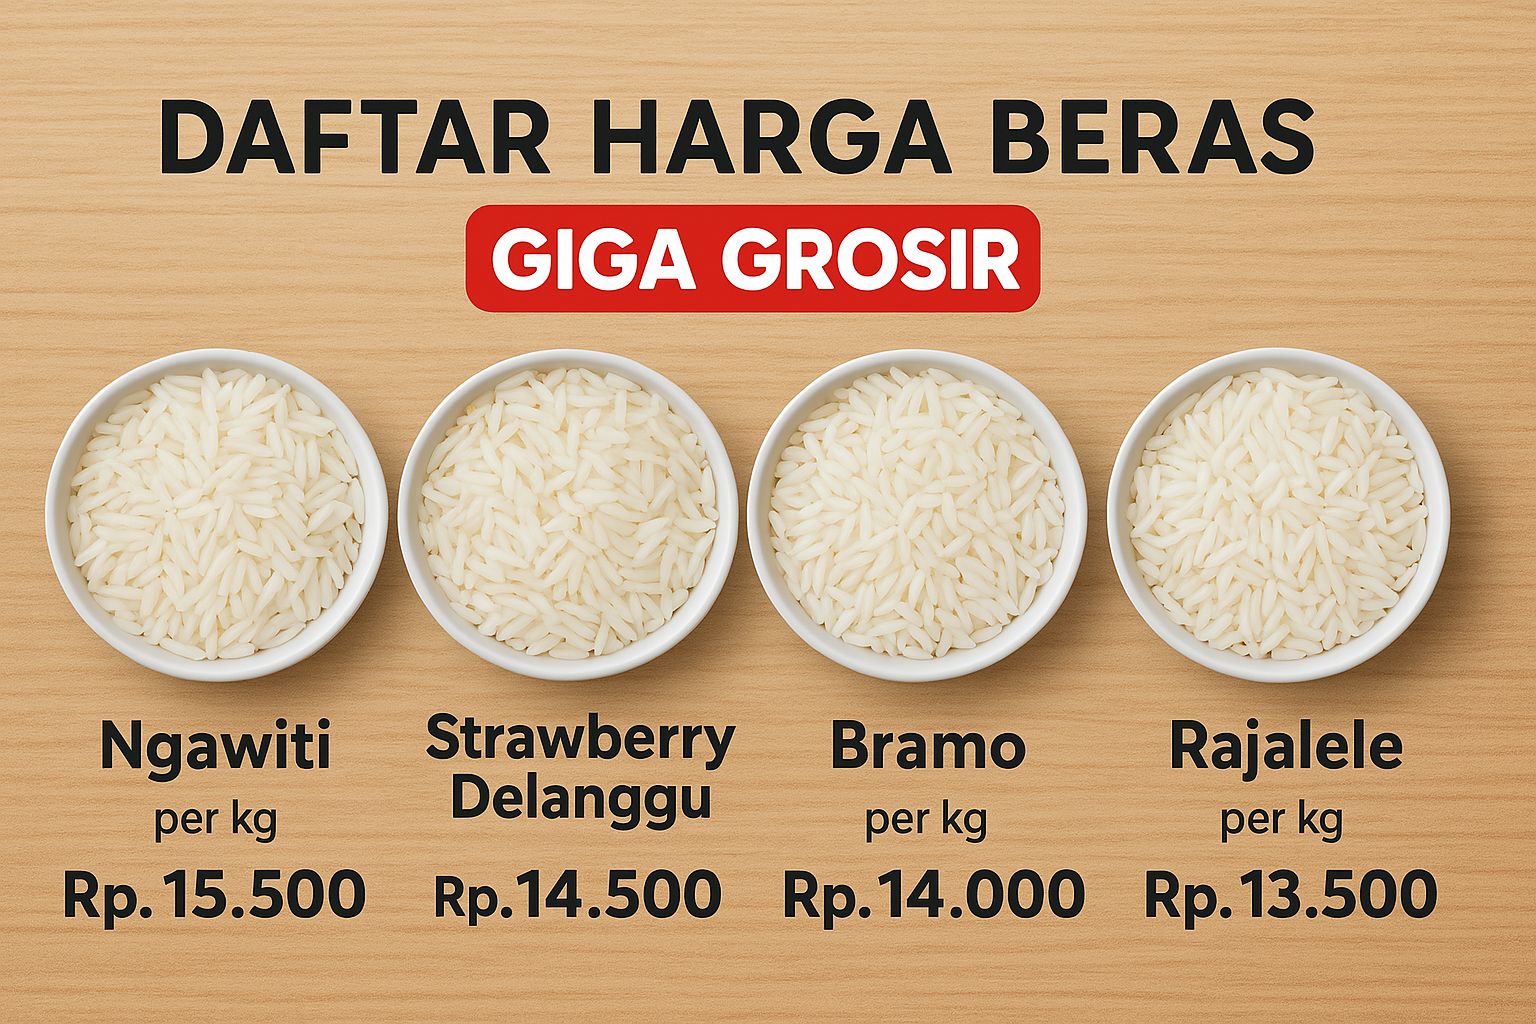 DAFTAR HARGA BERAS
GIGA GROSIR
Ngawiti
per kg
Rp. 15.500
Strawberry
Delanggu
Rp. 14.500
Bramo
per kg
Rp. 14.000
Rajalele
per kg
Rp. 13.500